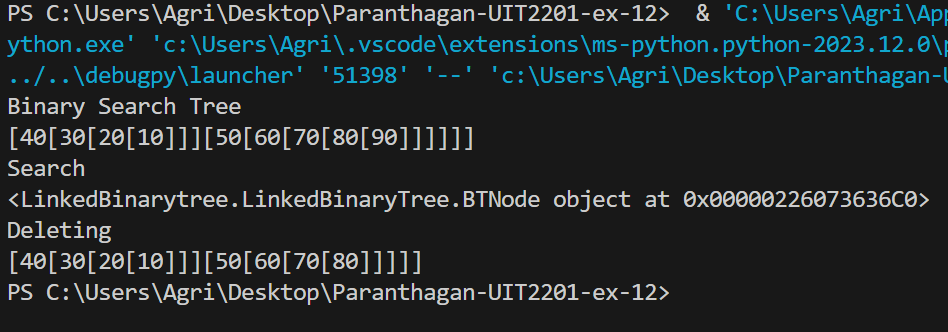 PS C:\Users\Agri\Desktop\Paranthagan-UIT2201-ex-12>  & 'C:\Users\Agri\App
ython.exe' 'c:\Users\Agri\.vscode\extensions\ms-python.python-2023.12.0\p
../..\debugpy\launcher' '51398' '--' 'c:\Users\Agri\Desktop\Paranthagan-U
Binary Search Tree
[40[30[20[10]]][50[60[70[80[90]]]]]]
Search
<LinkedBinarytree.LinkedBinaryTree.BTNode object at 0x00000226073636C0>
Deleting
[40[30[20[10]]][50[60[70[80]]]]]
PS C:\Users\Agri\Desktop\Paranthagan-UIT2201-ex-12>